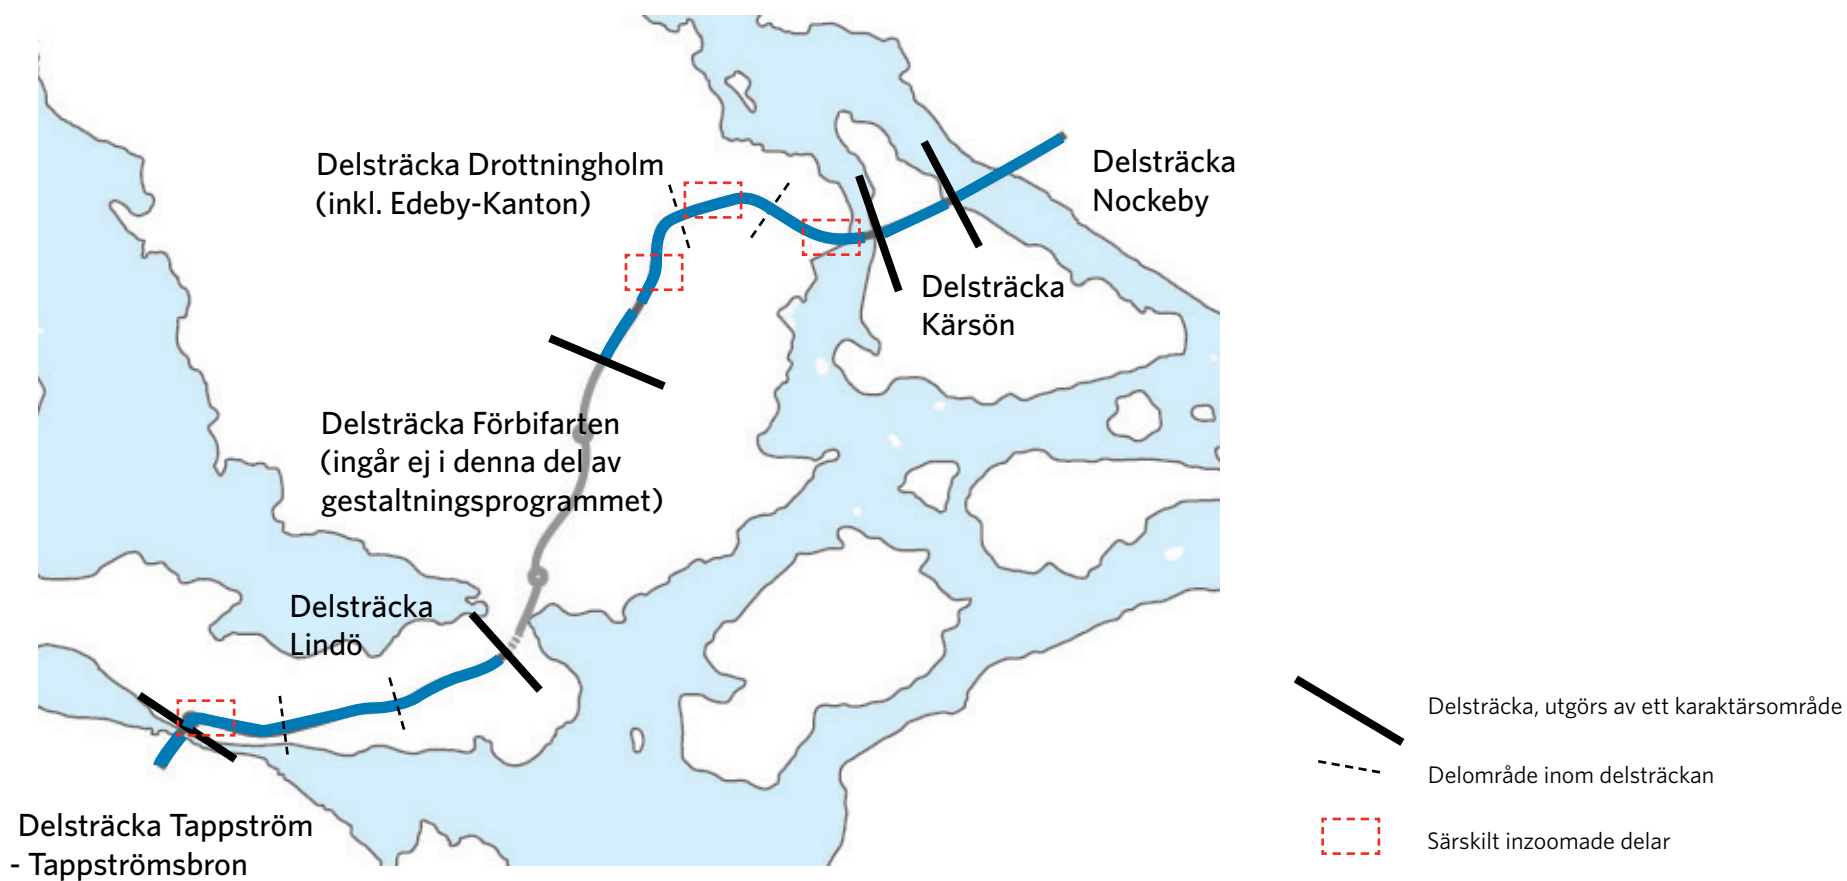 Delsträcka Drottningholm
(inkl. Edeby-Kanton)
Delsträcka
Nockeby
Delsträcka
Kärsön
Delsträcka Förbifarten
(ingår ej i denna del av
gestaltningsprogrammet)
Delsträcka
Lindö
Delsträcka Tappström
- Tappströmsbron
Delsträcka, utgörs av ett karaktärsområde
Delområde inom delsträckan
Särskilt inzoomade delar